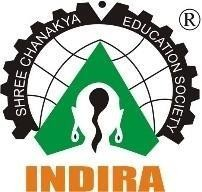 SHREE CHANAKYA EDUCATION SOCIETY
®
INDIRA